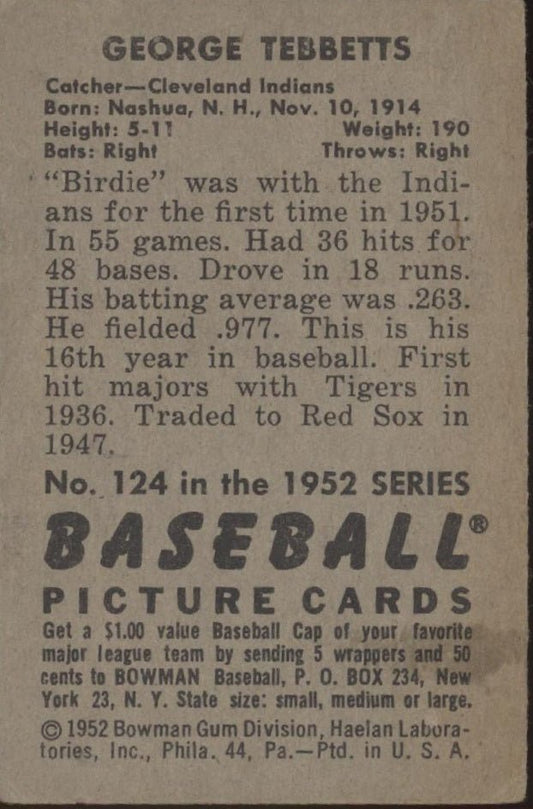 GEORGE TEBBETTS
Catcher—Cleveland Indians
Born: Nashua, N. H., Nov. 10, 1914
Height: 5-11 Weight: 190
Bats: Right Throws: Right
"Birdie" was with the Indi-
ans for the first time in 1951.
In 55 games. Had 36 hits for
48 bases. Drove in 18 runs.
His batting average was .263.
He fielded .977. This is his
16th year in baseball. First
hit majors with Tigers in
1936. Traded to Red Sox in
1947.
No. 124 in the 1952 SERIES
BASEBALL®
PICTURE CARDS
Get a $1.00 value Baseball Cap of your favorite
major league team by sending 5 wrappers and 50
cents to BOWMAN Baseball, P. O. BOX 234, New
York 23, N. Y. State size: small, medium or large.
© 1952 Bowman Gum Division, Haelan Labora-
tories, Inc., Phila. 44, Pa.—Ptd. in U. S. A.